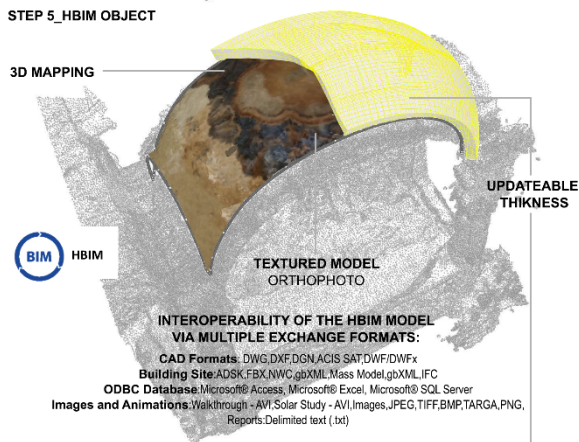 STEP 5_HBIM OBJECT
3D MAPPING
UPDATEABLE
THIKNESS
BIM
HBIM
TEXTURED MODEL
ORTHOPHOTO
INTEROPERABILITY OF THE HBIM MODEL
VIA MULTIPLE EXCHANGE FORMATS:
CAD Formats: DWG,DXF,DGN,ACIS SAT,DWF/DWFx
Building Site:ADSK,FBX,NWC,gbXML,Mass Model,gbXML,IFC
ODBC Database:Microsoft® Access, Microsoft® Excel, Microsoft® SQL Server
Images and Animations:Walkthrough - AVI,Solar Study - AVI,Images,JPEG,TIFF,BMP,TARGA,PNG,
Reports:Delimited text (.txt)